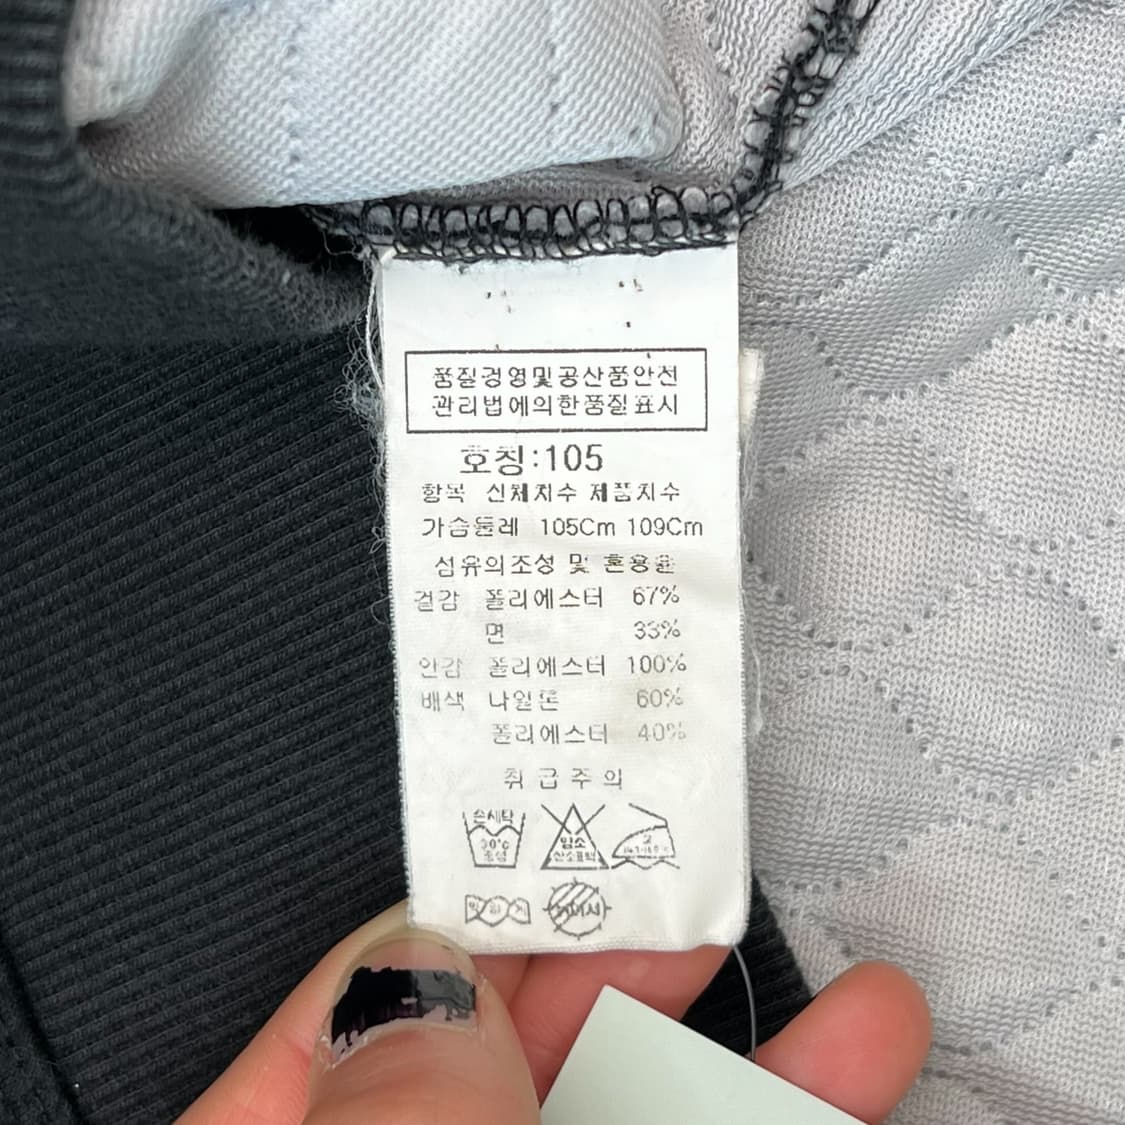 품질경영및공산품안전
관리법에의한품질표시
호칭:105
항목 신체치수 제품치수
가슴둘레 105Cm 109Cm
섬유의조성 및 혼용율
겉감 폴리에스터 67%
면 33%
안감 폴리에스터 100%
배색 나일론 60%
폴리에스터 40%
취급주의
손세탁
30°c
중성
염소
산소표백
2
약하게